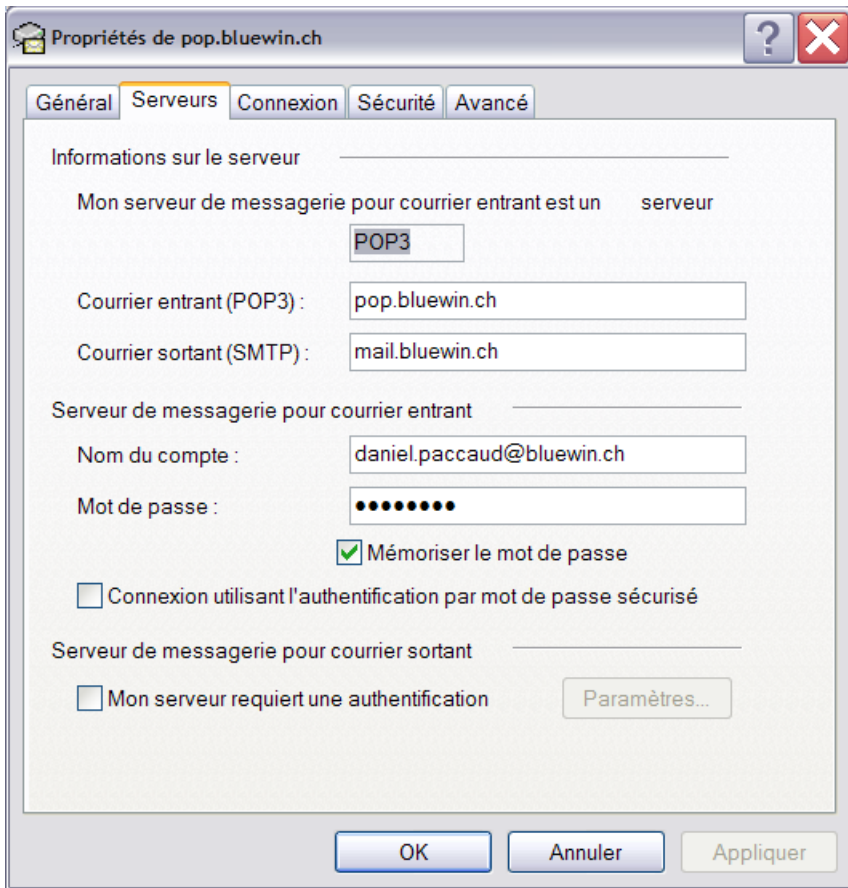 Propriétés de pop.bluewin.ch
Général Serveurs Connexion Sécurité Avancé
Informations sur le serveur
Mon serveur de messagerie pour courrier entrant est un serveur
POP3
Courrier entrant (POP3) : pop.bluewin.ch
Courrier sortant (SMTP) : mail.bluewin.ch
Serveur de messagerie pour courrier entrant
Nom du compte : daniel.paccaud@bluewin.ch
Mot de passe : ●●●●●●●●
Mémoriser le mot de passe
Connexion utilisant l'authentification par mot de passe sécurisé
Serveur de messagerie pour courrier sortant
Mon serveur requiert une authentification Paramètres...
OK Annuler Appliquer